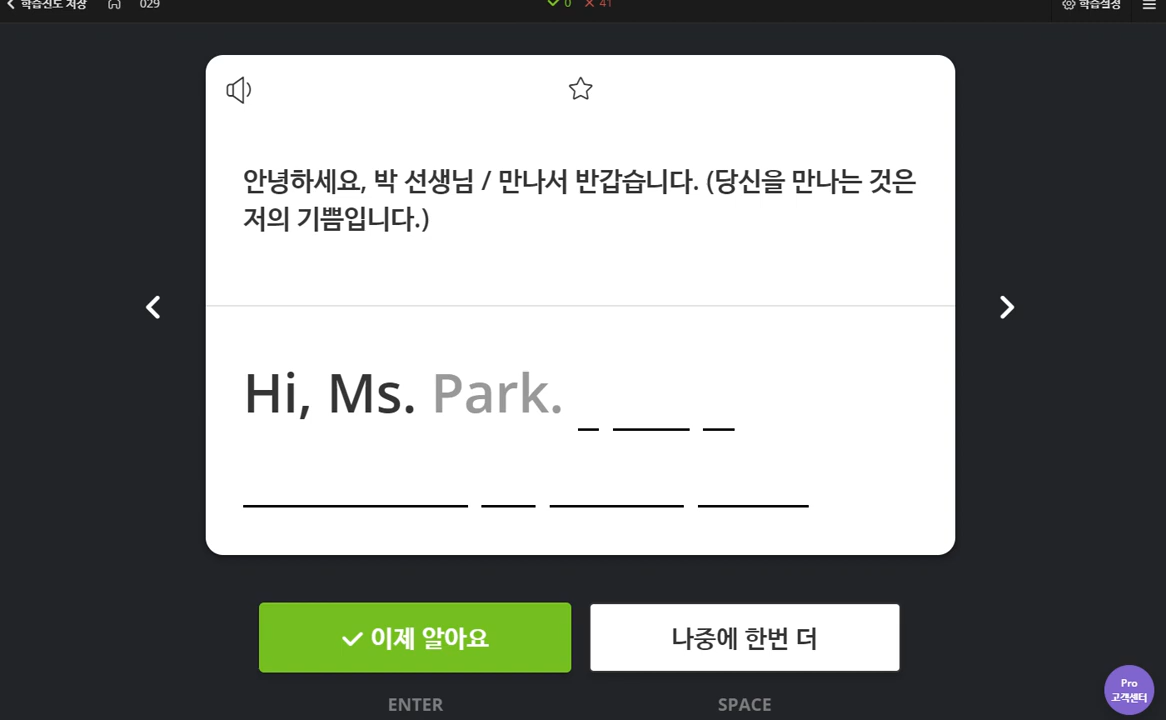 학습진도 저장
029
0
41
학습설정
안녕하세요, 박 선생님 / 만나서 반갑습니다. (당신을 만나는 것은
저의 기쁨입니다.)
Hi, Ms. Park.
이제 알아요
나중에 한번 더
ENTER
SPACE
Pro
고객센터